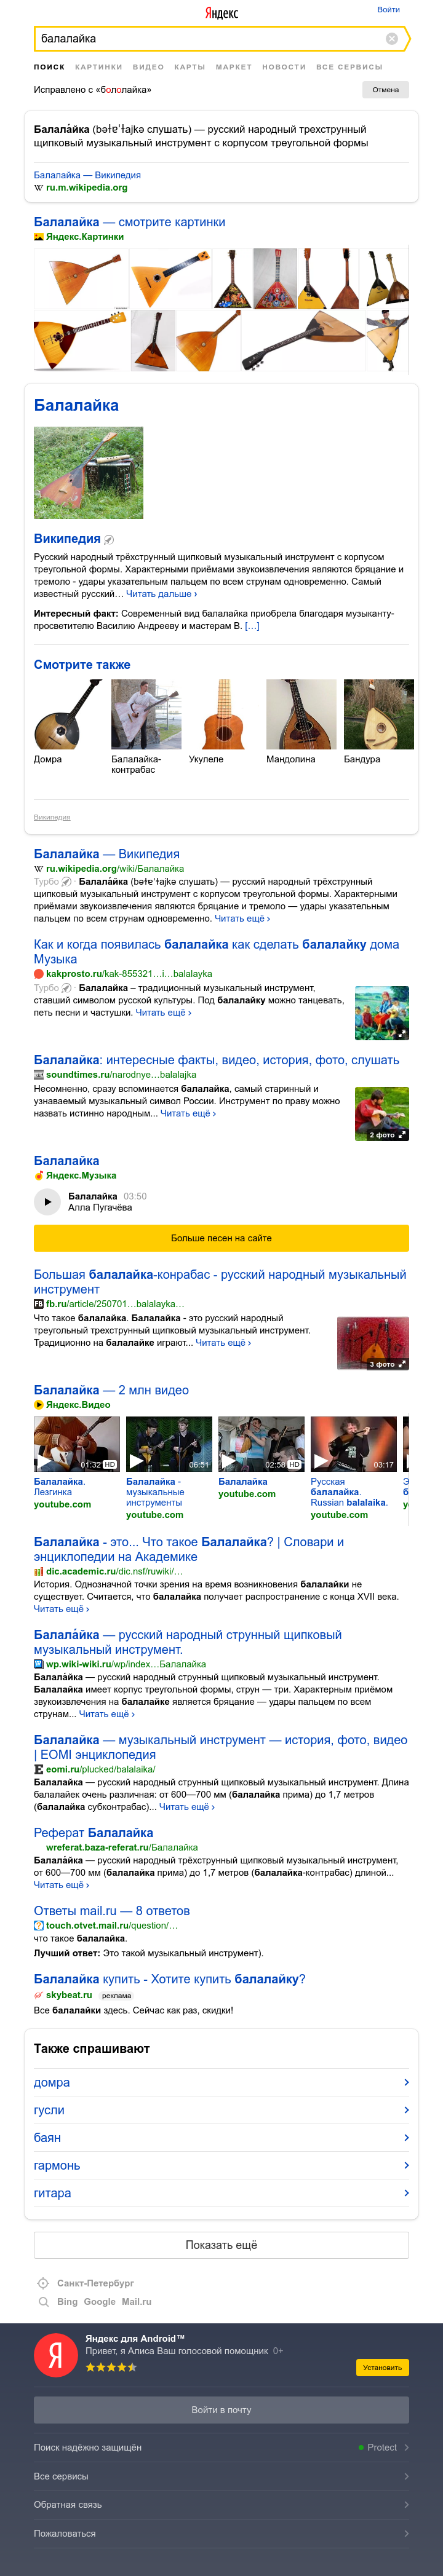 Яндекс
Войти
балалайка
ПОИСК КАРТИНКИ ВИДЕО КАРТЫ МАРКЕТ НОВОСТИ ВСЕ СЕРВИСЫ
Исправлено с «болоолайка»
Отмена
Балала́йка (bəɫɐˈɫajkə слушать) — русский народный трехструнный
щипковый музыкальный инструмент с корпусом треугольной формы
Балалайка — Википедия
ru.m.wikipedia.org
Балалайка — смотрите картинки
Яндекс.Картинки
Балалайка
Википедия
Русский народный трёхструнный щипковый музыкальный инструмент с корпусом
треугольной формы. Характерными приёмами звукоизвлечения являются бряцание и
тремоло - удары указательным пальцем по всем струнам одновременно. Самый
известный русский… Читать дальше ›
Интересный факт: Современный вид балалайка приобрела благодаря музыканту-
просветителю Василию Андрееву и мастерам В. […]
Смотрите также
Домра
Балалайка-
контрабас
Укулеле
Мандолина
Бандура
Википедия
Балалайка — Википедия
ru.wikipedia.org/wiki/Балалайка
Турбо Балала́йка (bəɫɐˈɫajkə слушать) — русский народный трёхструнный
щипковый музыкальный инструмент с корпусом треугольной формы. Характерными
приёмами звукоизвлечения являются бряцание и тремоло — удары указательным
пальцем по всем струнам одновременно. Читать ещё ›
Как и когда появилась балалайка как сделать балалайку дома
Музыка
kakprosto.ru/kak-855321…i…balalayka
Турбо Балалайка – традиционный музыкальный инструмент,
ставший символом русской культуры. Под балалайку можно танцевать,
петь песни и частушки. Читать ещё ›
Балалайка: интересные факты, видео, история, фото, слушать
soundtimes.ru/narodnye…balalajka
Несомненно, сразу вспоминается балалайка, самый старинный и
узнаваемый музыкальный символ России. Инструмент по праву можно
назвать истинно народным... Читать ещё ›
2 фото
Балалайка
Яндекс.Музыка
Балалайка 03:50
Алла Пугачёва
Больше песен на сайте
Большая балалайка-конрабас - русский народный музыкальный
инструмент
FB fb.ru/article/250701…balalayka…
Что такое балалайка. Балалайка - это русский народный
треугольный трехструнный щипковый музыкальный инструмент.
Традиционно на балалайке играют... Читать ещё ›
3 фото
Балалайка — 2 млн видео
Яндекс.Видео
01:32 HD
06:51
02:58 HD
03:17
Балалайка.
Лезгинка
youtube.com
Балалайка -
музыкальные
инструменты
youtube.com
Балалайка
youtube.com
Русская
балалайка.
Russian balalaika.
youtube.com
Балалайка - это... Что такое Балалайка? | Словари и
энциклопедии на Академике
dic.academic.ru/dic.nsf/ruwiki/…
История. Однозначной точки зрения на время возникновения балалайки не
существует. Считается, что балалайка получает распространение с конца XVII века.
Читать ещё ›
Балала́йка — русский народный струнный щипковый
музыкальный инструмент.
wp.wiki-wiki.ru/wp/index…Балалайка
Балала́йка — русский народный струнный щипковый музыкальный инструмент.
Балалайка имеет корпус треугольной формы, струн — три. Характерным приёмом
звукоизвлечения на балалайке является бряцание — удары пальцем по всем
струнам... Читать ещё ›
Балалайка — музыкальный инструмент — история, фото, видео
| EOMI энциклопедия
eomi.ru/plucked/balalaika/
Балалайка — русский народный струнный щипковый музыкальный инструмент. Длина
балалайек очень различная: от 600—700 мм (балалайка прима) до 1,7 метров
(балалайка субконтрабас)... Читать ещё ›
Реферат Балалайка
wreferat.baza-referat.ru/Балалайка
Балала́йка — русский народный трёхструнный щипковый музыкальный инструмент,
от 600—700 мм (балалайка прима) до 1,7 метров (балалайка-контрабас) длиной...
Читать ещё ›
Ответы mail.ru — 8 ответов
touch.otvet.mail.ru/question/…
что такое балалайка.
Лучший ответ: Это такой музыкальный инструмент).
Балалайка купить - Хотите купить балалайку?
skybeat.ru реклама
Все балалайки здесь. Сейчас как раз, скидки!
Также спрашивают
домра
гусли
баян
гармонь
гитара
Показать ещё
Санкт-Петербург
Bing Google Mail.ru
Я
Яндекс для Android™
Привет, я Алиса Ваш голосовой помощник 0+
Установить
Войти в почту
Поиск надёжно защищён
Protect
Все сервисы
Обратная связь
Пожаловаться